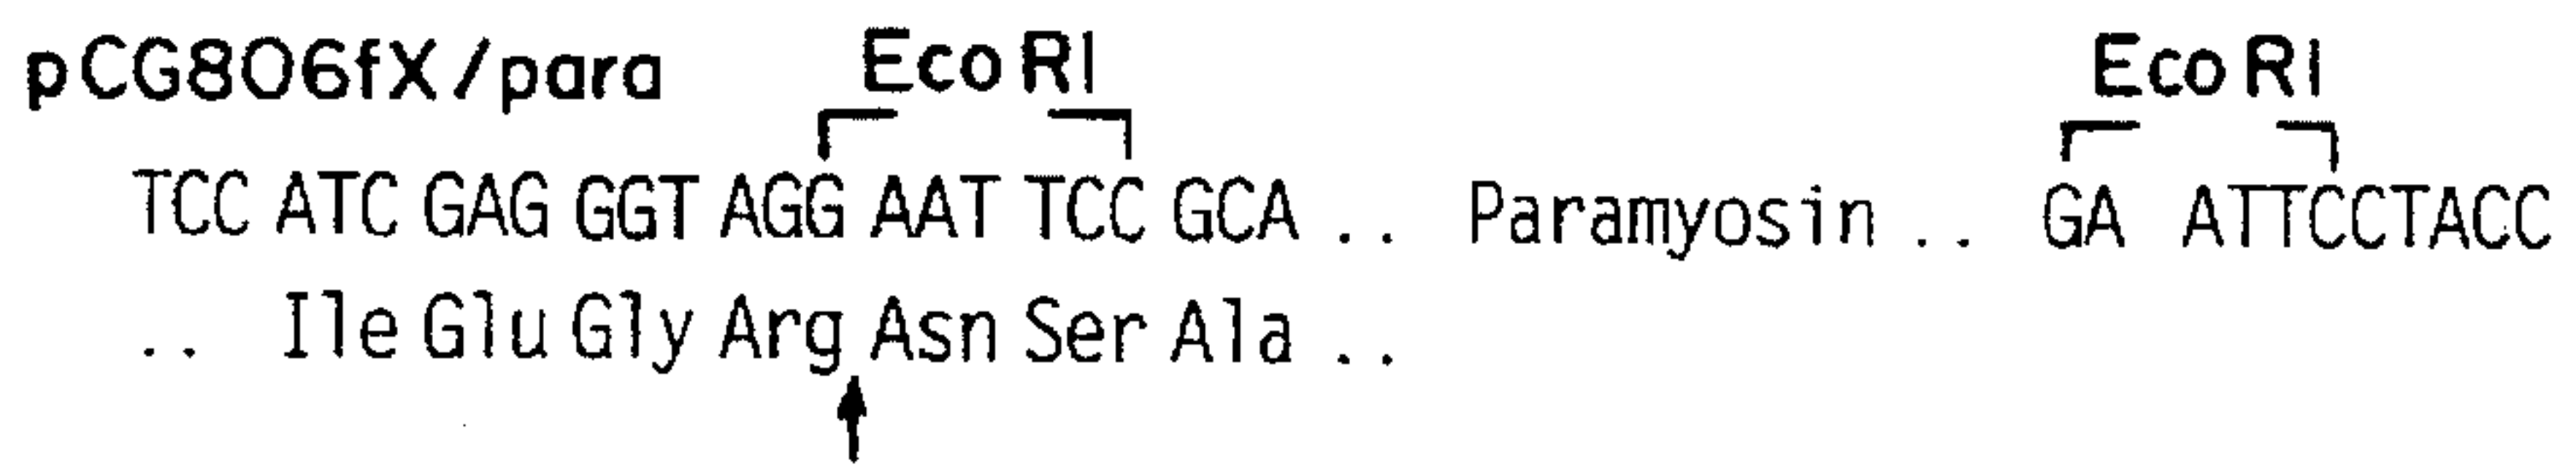 pCG806fX/para EcoRI EcoRI
TCC ATC GAG GGT AGG AAT TCC GCA .. Paramyosin .. GA ATTCCTACC
.. Ile Glu Gly Arg Asn Ser Ala ..